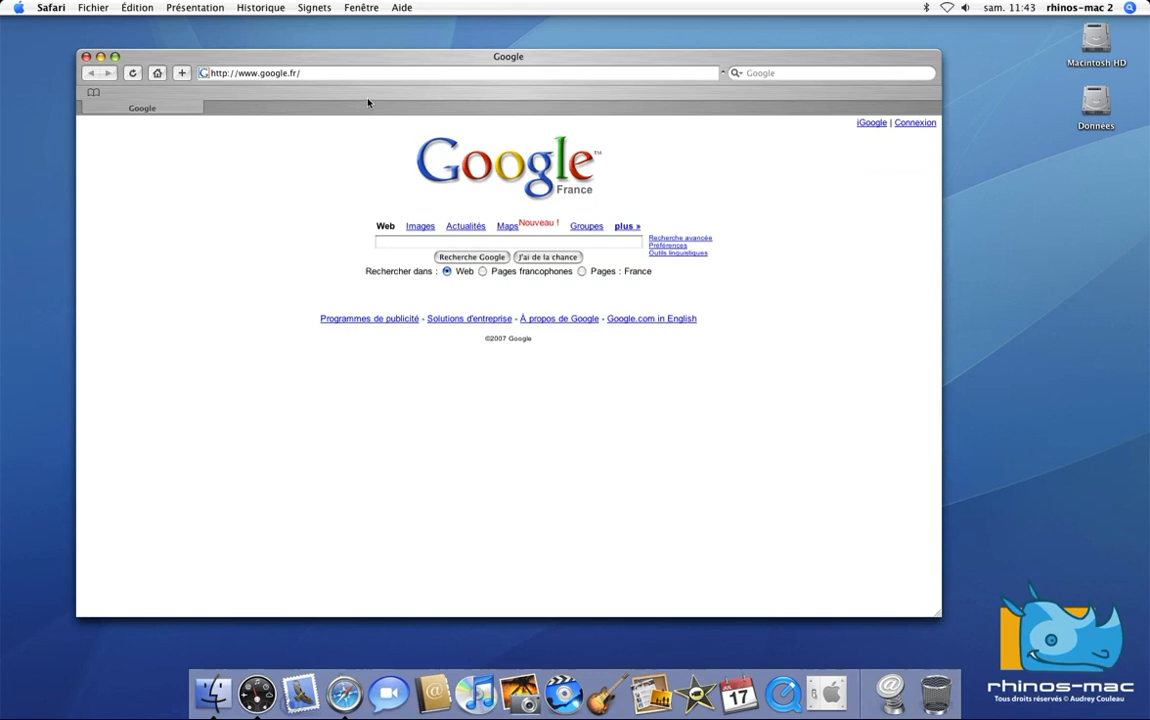 Safari Fichier Édition Présentation Historique Signets Fenêtre Aide sam. 11:43 rhinos-mac 2
Google
http://www.google.fr/ Google
Google
iGoogle | Connexion
Macintosh HD
Données
Google™
France
Web Images Actualités Maps Nouveau ! Groupes plus »
Recherche avancée
Préférences
Outils linguistiques
Recherche Google J'ai de la chance
Rechercher dans : Web Pages francophones Pages : France
Programmes de publicité - Solutions d'entreprise - À propos de Google - Google.com in English
©2007 Google
17
rhinos-mac
Tous droits réservés © Audrey Couleau